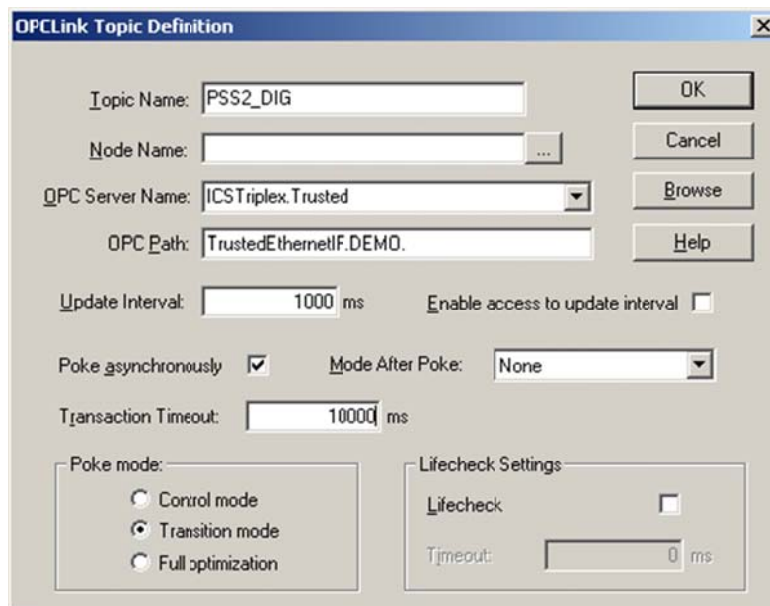 OPCLink Topic Definition
Topic Name: PSS2_DIG
OK
Node Name: ...
Cancel
OPC Server Name: ICSTriplex.Trusted
Browse
OPC Path: TrustedEthernetIF.DEMO.
Help
Update Interval: 1000 ms
Enable access to update interval
Poke asynchronously
Mode After Poke: None
Transaction Timeout: 10000 ms
Poke mode:
Control mode
Transition mode
Full optimization
Lifecheck Settings
Lifecheck
Timeout: 0 ms